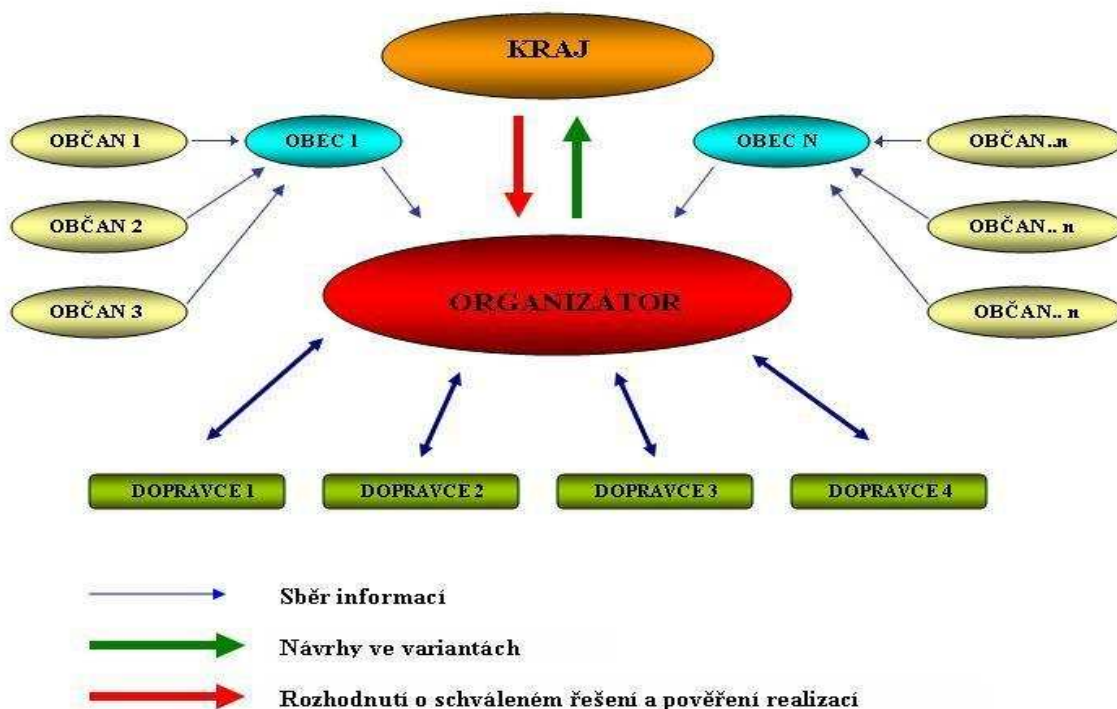 KRAJ
OBČAN 1
OBEC 1
OBEC N
OBČAN..n
OBČAN 2
OBČAN.. n
OBČAN 3
ORGANIZÁTOR
OBČAN.. n
DOPRAVCE 1
DOPRAVCE 2
DOPRAVCE 3
DOPRAVCE 4
Sběr informací
Návrhy ve variantách
Rozhodnutí o schváleném řešení a pověření realizací